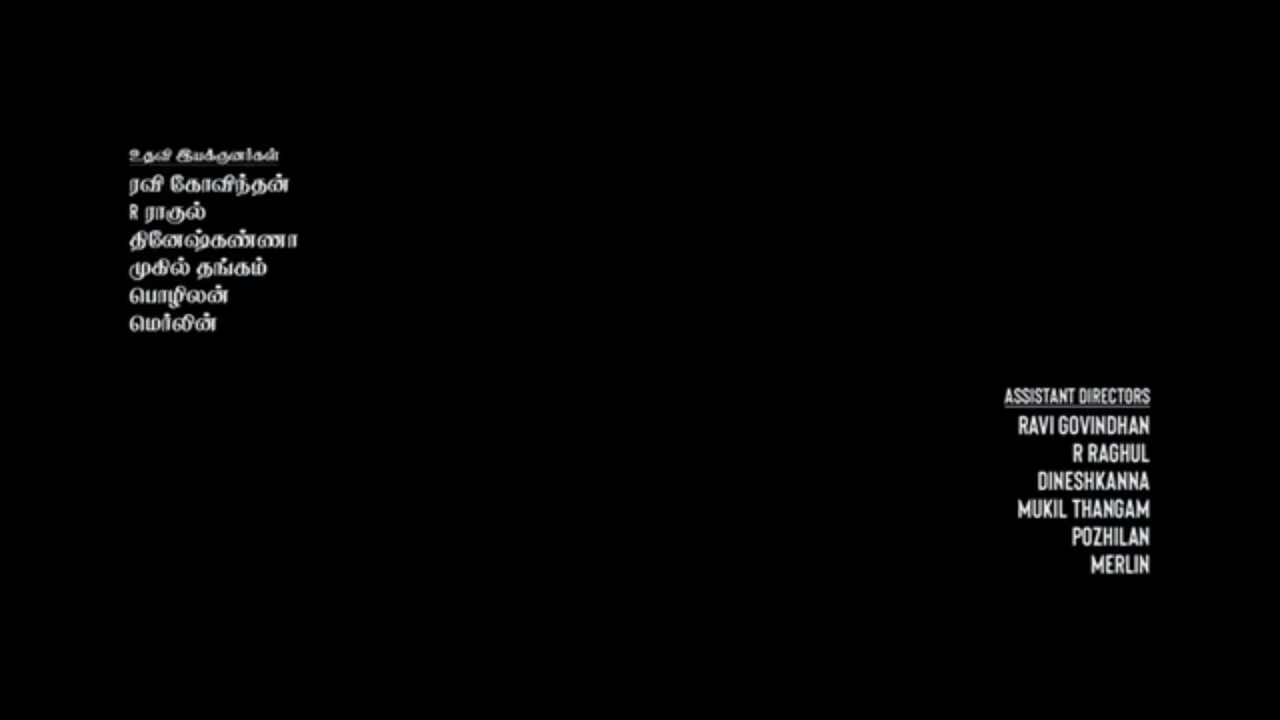 உதவி இயக்குனர்கள்
ரவி கோவிந்தன்
R ராகுல்
தினேஷ்கண்ணா
முகில் தங்கம்
பொழிலன்
மெர்லின்
ASSISTANT DIRECTORS
RAVI GOVINDHAN
R RAGHUL
DINESHKANNA
MUKIL THANGAM
POZHILAN
MERLIN